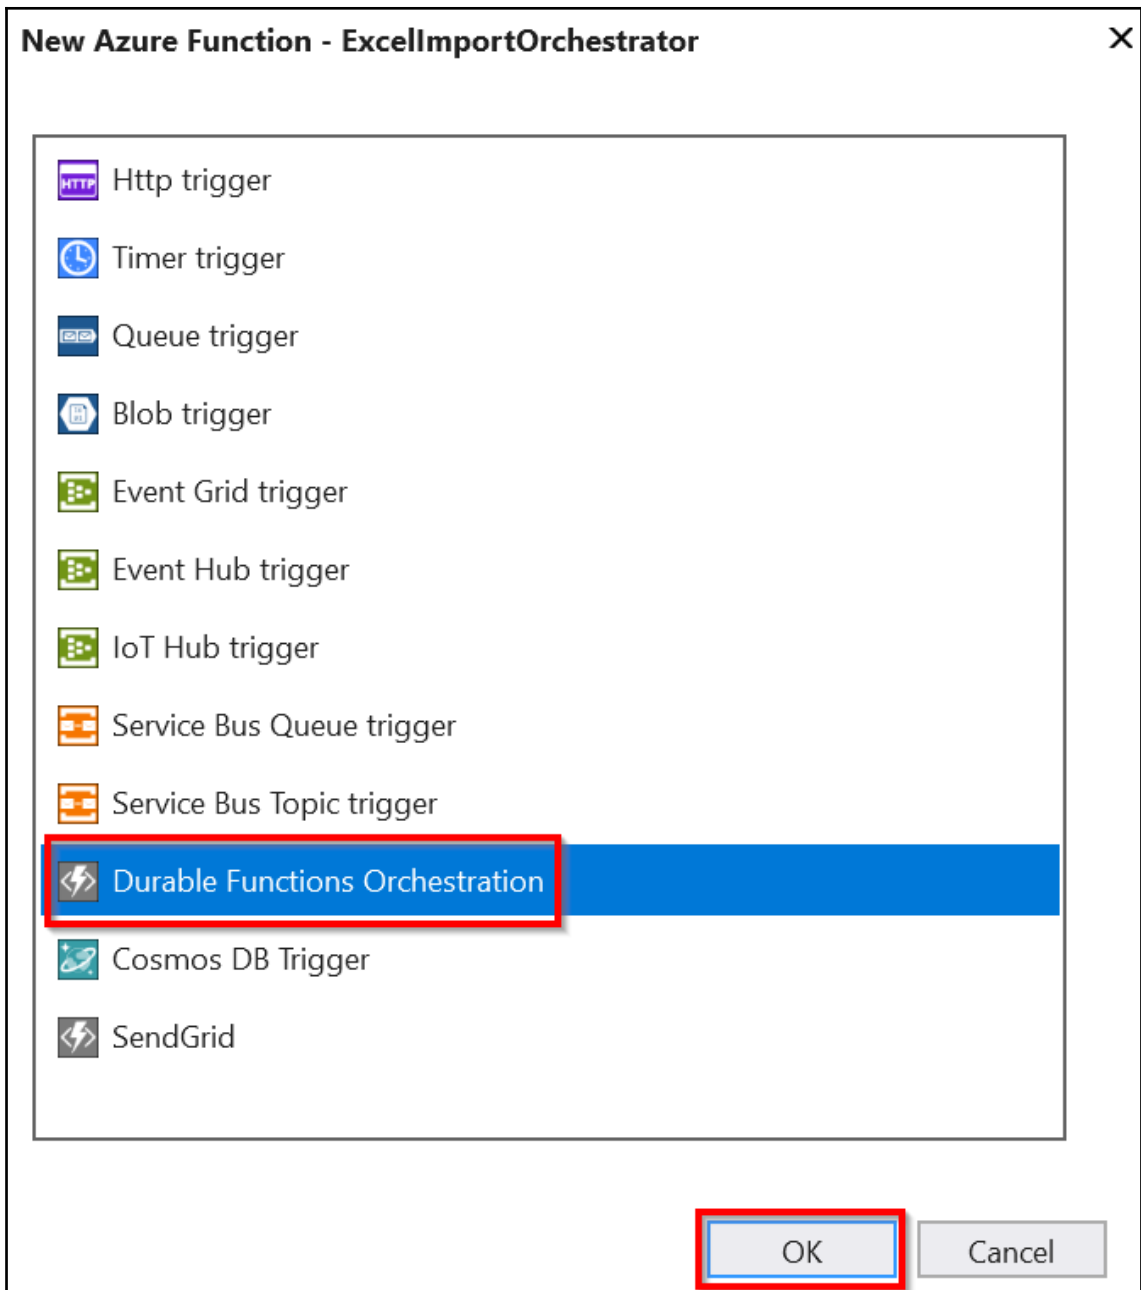 New Azure Function - ExcelImportOrchestrator
HTTP
Http trigger
Timer trigger
Queue trigger
Blob trigger
Event Grid trigger
Event Hub trigger
IoT Hub trigger
Service Bus Queue trigger
Service Bus Topic trigger
Durable Functions Orchestration
Cosmos DB Trigger
SendGrid
OK
Cancel